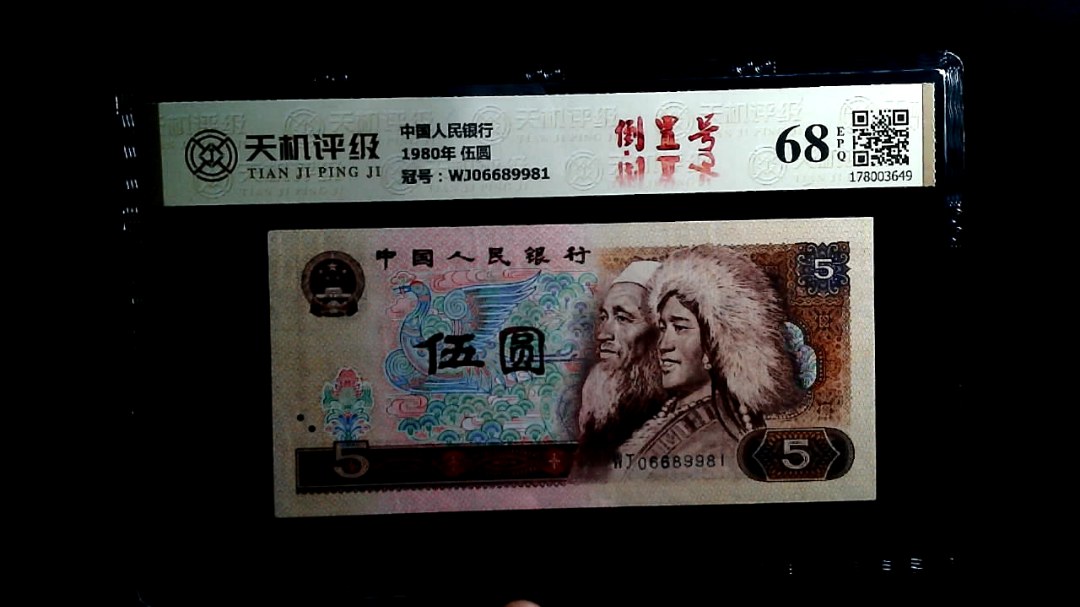 天机评级
TIAN JI PING JI
中国人民银行
1980年 伍圆
冠号：WJ06689981
倒置号
68
EPQ
178003649
中国人民银行
5
伍圆
5
WJ06689981
5